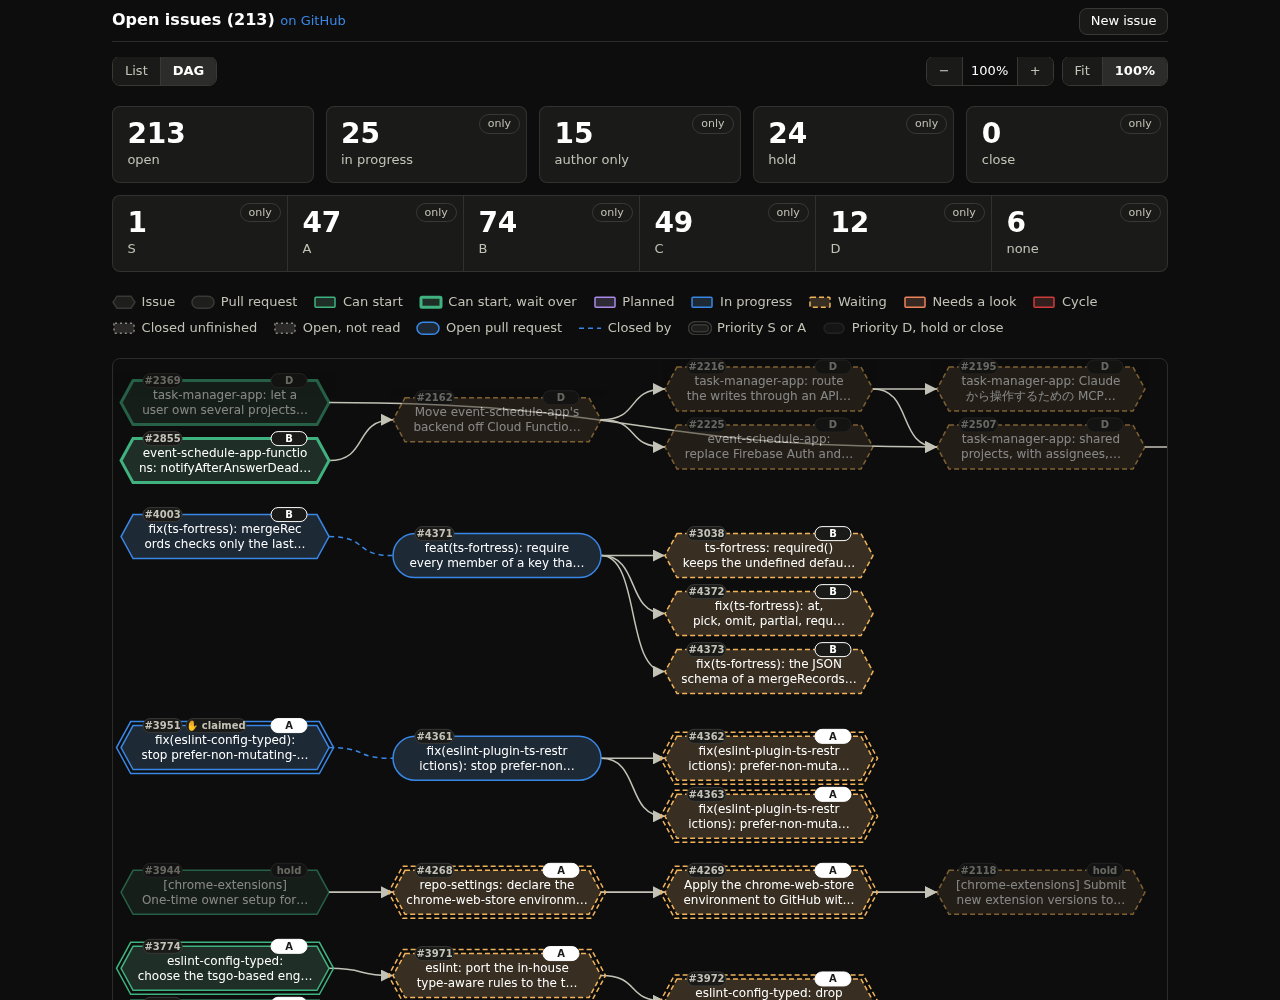 Open issues (213) on GitHub
New issue
List DAG
− 100% + Fit 100%
213
open
25
in progress
only
15
author only
only
24
hold
only
0
close
only
1
S
only
47
A
only
74
B
only
49
C
only
12
D
only
6
none
only
Issue Pull request Can start Can start, wait over Planned In progress Waiting Needs a look Cycle
Closed unfinished Open, not read Open pull request Closed by Priority S or A Priority D, hold or close
#2369 D
task-manager-app: let a
user own several projects…
#2855 B
event-schedule-app-functio
ns: notifyAfterAnswerDead…
#2162 D
Move event-schedule-app's
backend off Cloud Functio…
#2216 D
task-manager-app: route
the writes through an API…
#2225 D
event-schedule-app:
replace Firebase Auth and…
#2195 D
task-manager-app: Claude
から操作するための MCP…
#2507 D
task-manager-app: shared
projects, with assignees,…
#4003 B
fix(ts-fortress): mergeRec
ords checks only the last…
#4371
feat(ts-fortress): require
every member of a key tha…
#3038 B
ts-fortress: required()
keeps the undefined defau…
#4372 B
fix(ts-fortress): at,
pick, omit, partial, requ…
#4373 B
fix(ts-fortress): the JSON
schema of a mergeRecords…
#3951 ✋ claimed A
fix(eslint-config-typed):
stop prefer-non-mutating-…
#4361
fix(eslint-plugin-ts-restr
ictions): stop prefer-non…
#4362 A
fix(eslint-plugin-ts-restr
ictions): prefer-non-muta…
#4363 A
fix(eslint-plugin-ts-restr
ictions): prefer-non-muta…
#3944 hold
[chrome-extensions]
One-time owner setup for…
#4268 A
repo-settings: declare the
chrome-web-store environm…
#4269 A
Apply the chrome-web-store
environment to GitHub wit…
#2118 hold
[chrome-extensions] Submit
new extension versions to…
#3774 A
eslint-config-typed:
choose the tsgo-based eng…
#3971 A
eslint: port the in-house
type-aware rules to the t…
#3972 A
eslint-config-typed: drop